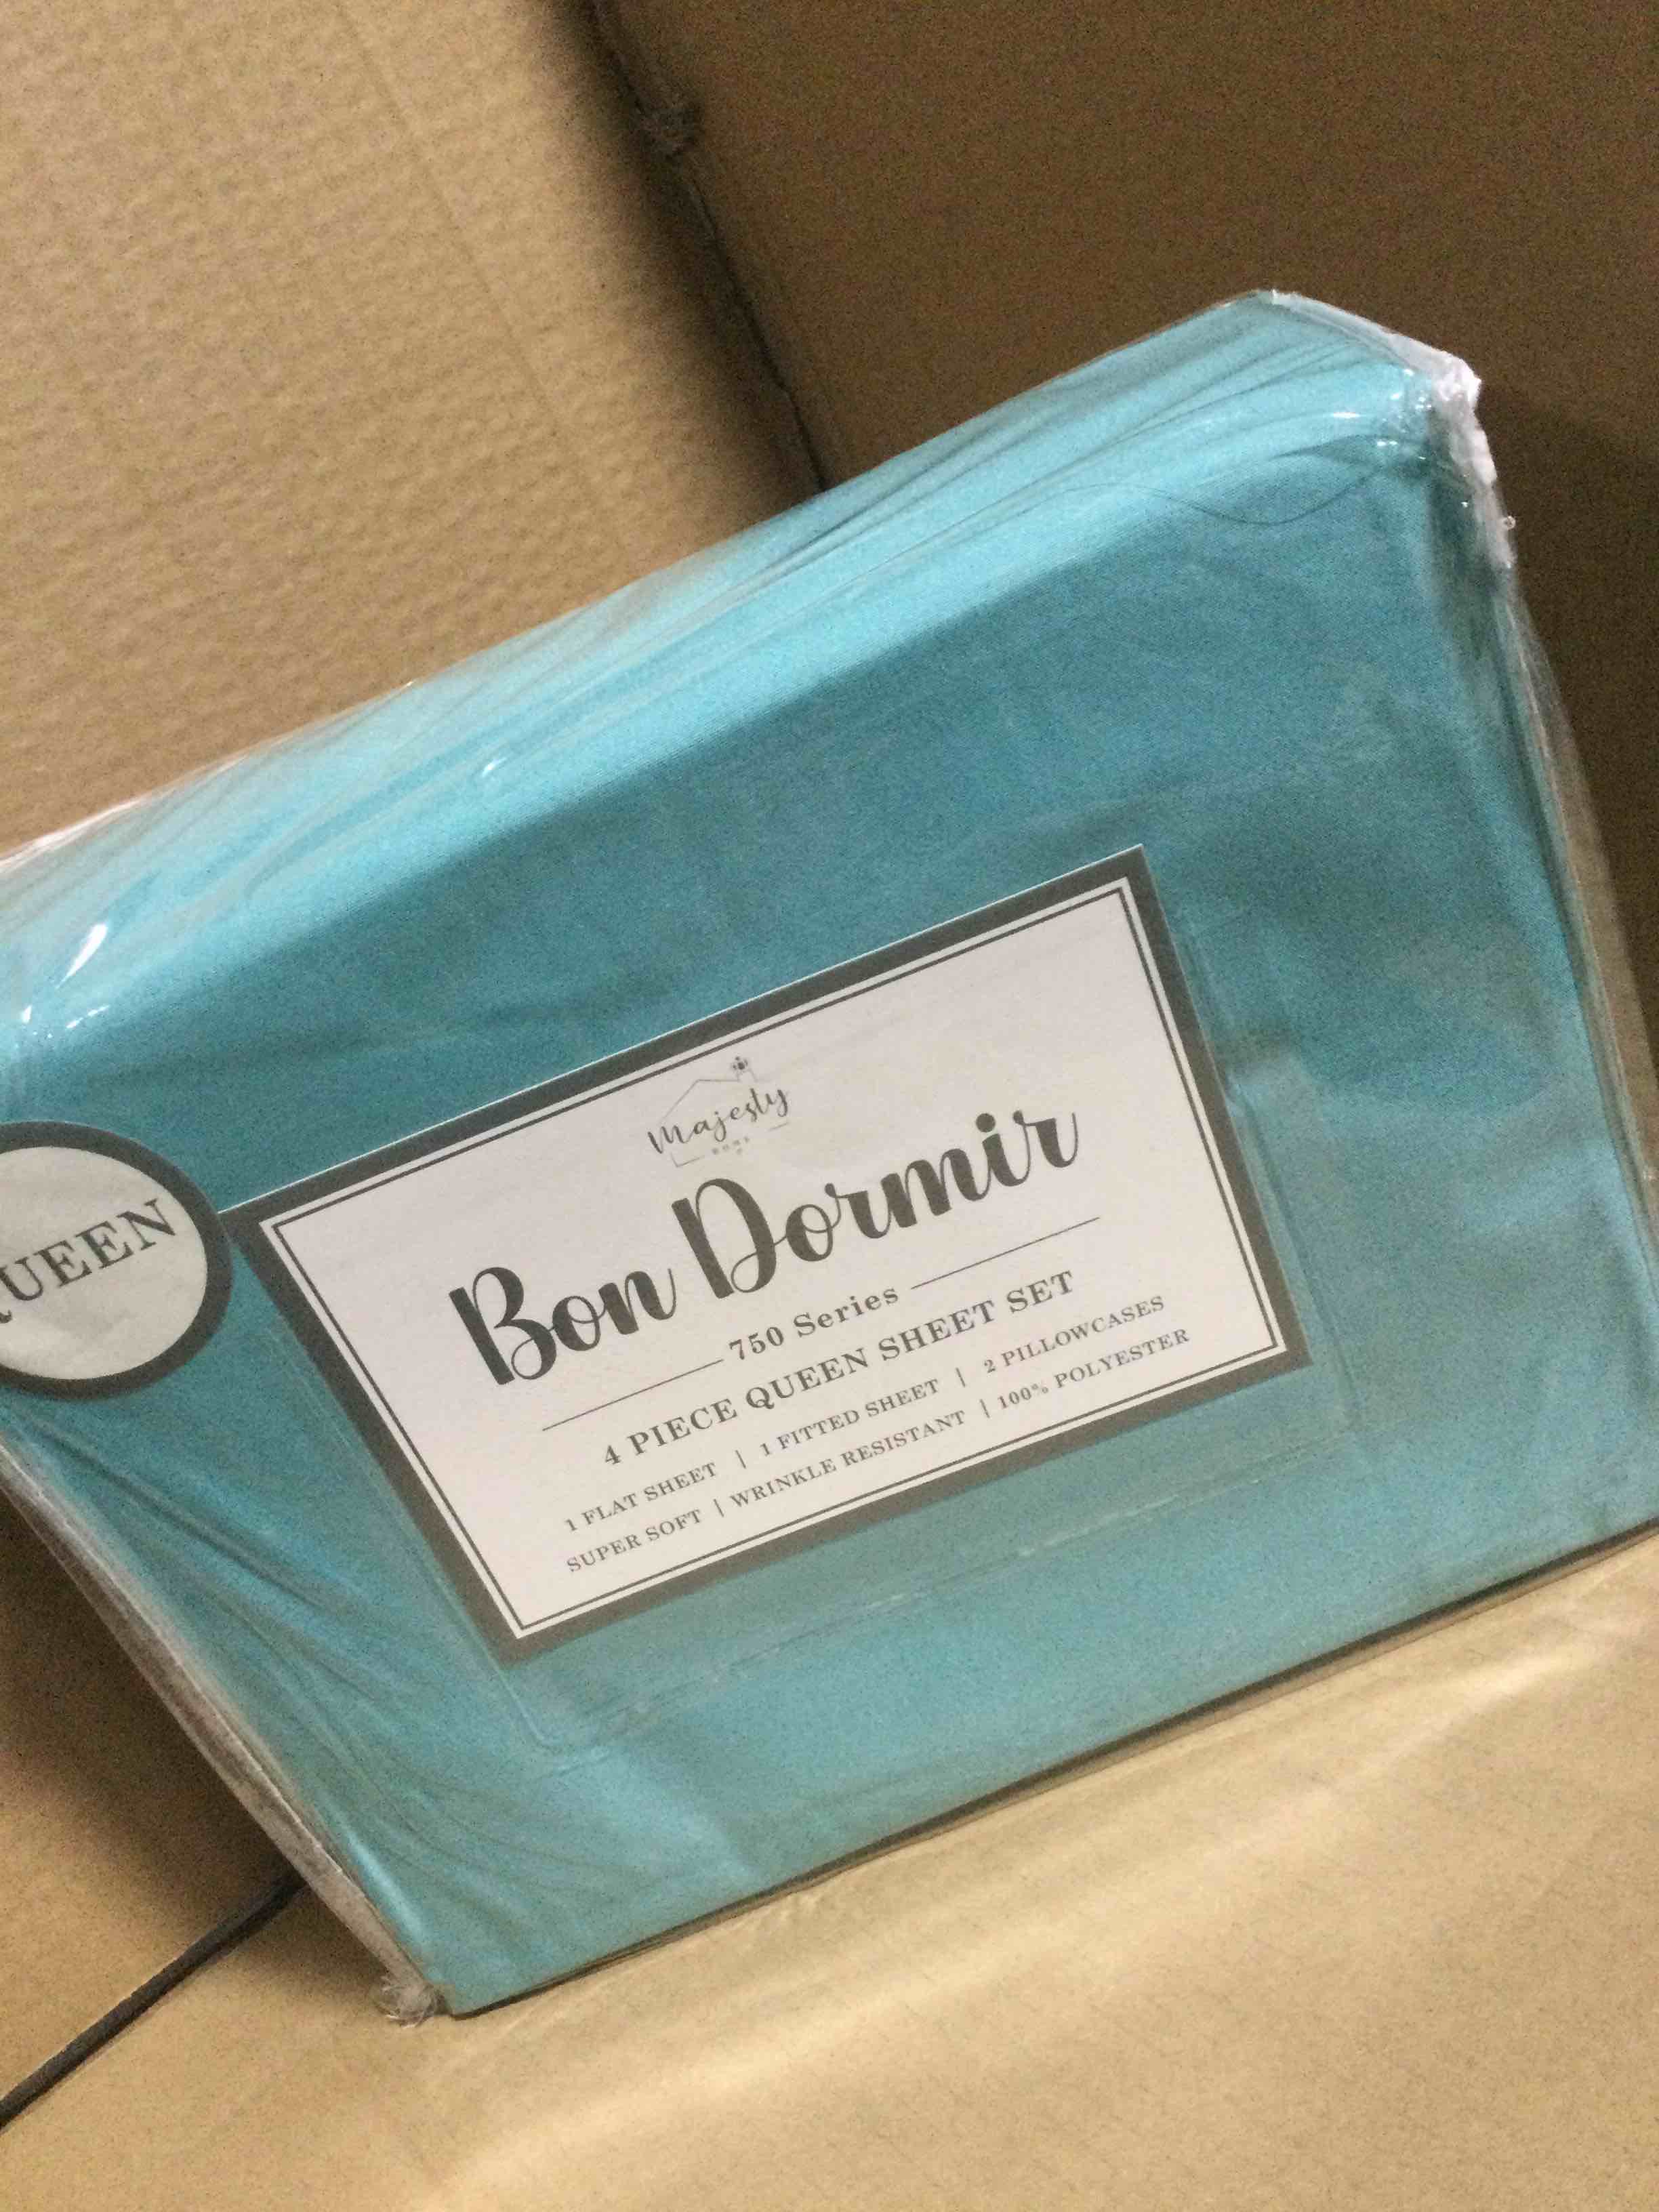 Majesty
HOME
Bon Dormir
750 Series
4 PIECE QUEEN SHEET SET
1 FLAT SHEET | 1 FITTED SHEET | 2 PILLOWCASES
SUPER SOFT | WRINKLE RESISTANT | 100% POLYESTER
QUEEN